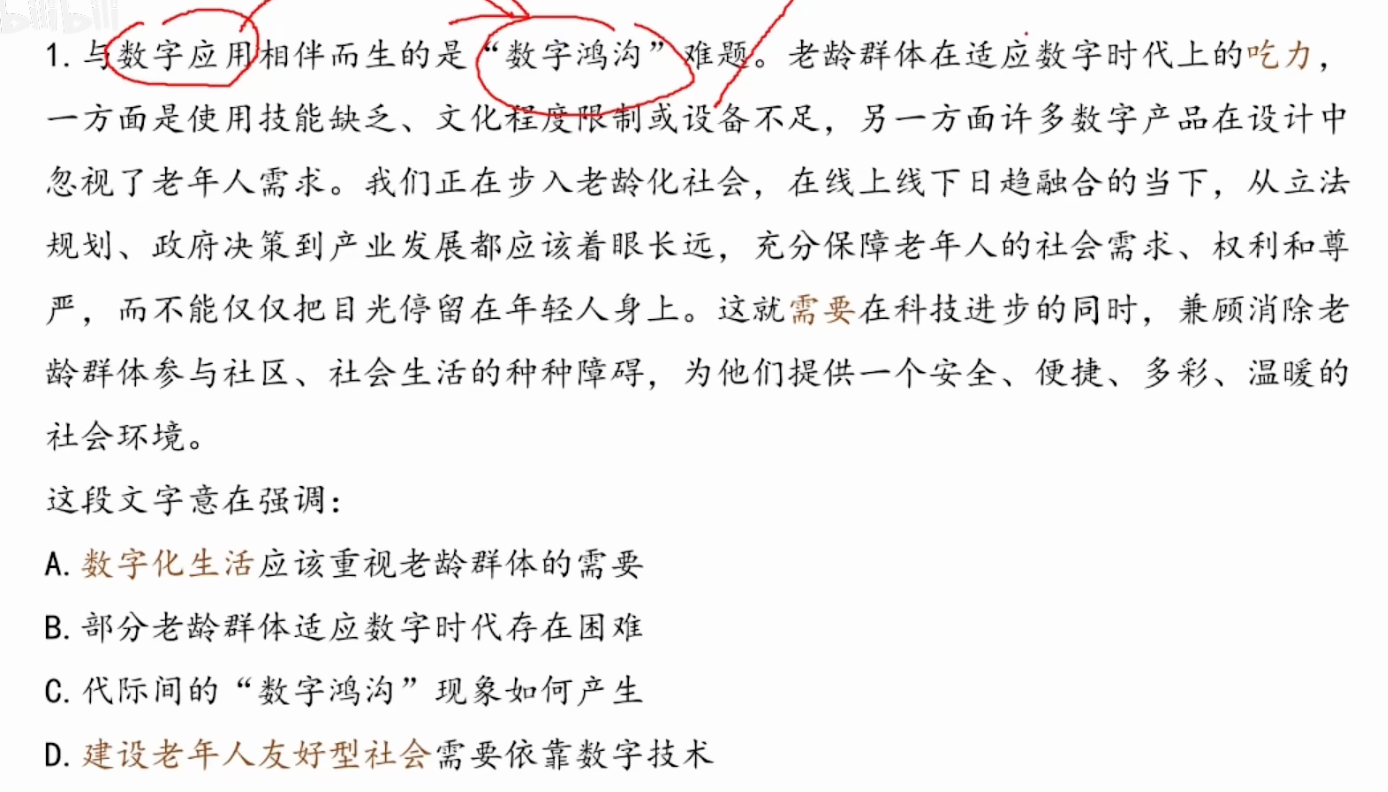 bilibili
1. 与数字应用相伴而生的是“数字鸿沟”难题。老龄群体在适应数字时代上的吃力，
一方面是使用技能缺乏、文化程度限制或设备不足，另一方面许多数字产品在设计中
忽视了老年人需求。我们正在步入老龄化社会，在线上线下日趋融合的当下，从立法
规划、政府决策到产业发展都应该着眼长远，充分保障老年人的社会需求、权利和尊
严，而不能仅仅把目光停留在年轻人身上。这就需要在科技进步的同时，兼顾消除老
龄群体参与社区、社会生活的种种障碍，为他们提供一个安全、便捷、多彩、温暖的
社会环境。
这段文字意在强调：
A. 数字化生活应该重视老龄群体的需要
B. 部分老龄群体适应数字时代存在困难
C. 代际间的“数字鸿沟”现象如何产生
D. 建设老年人友好型社会需要依靠数字技术